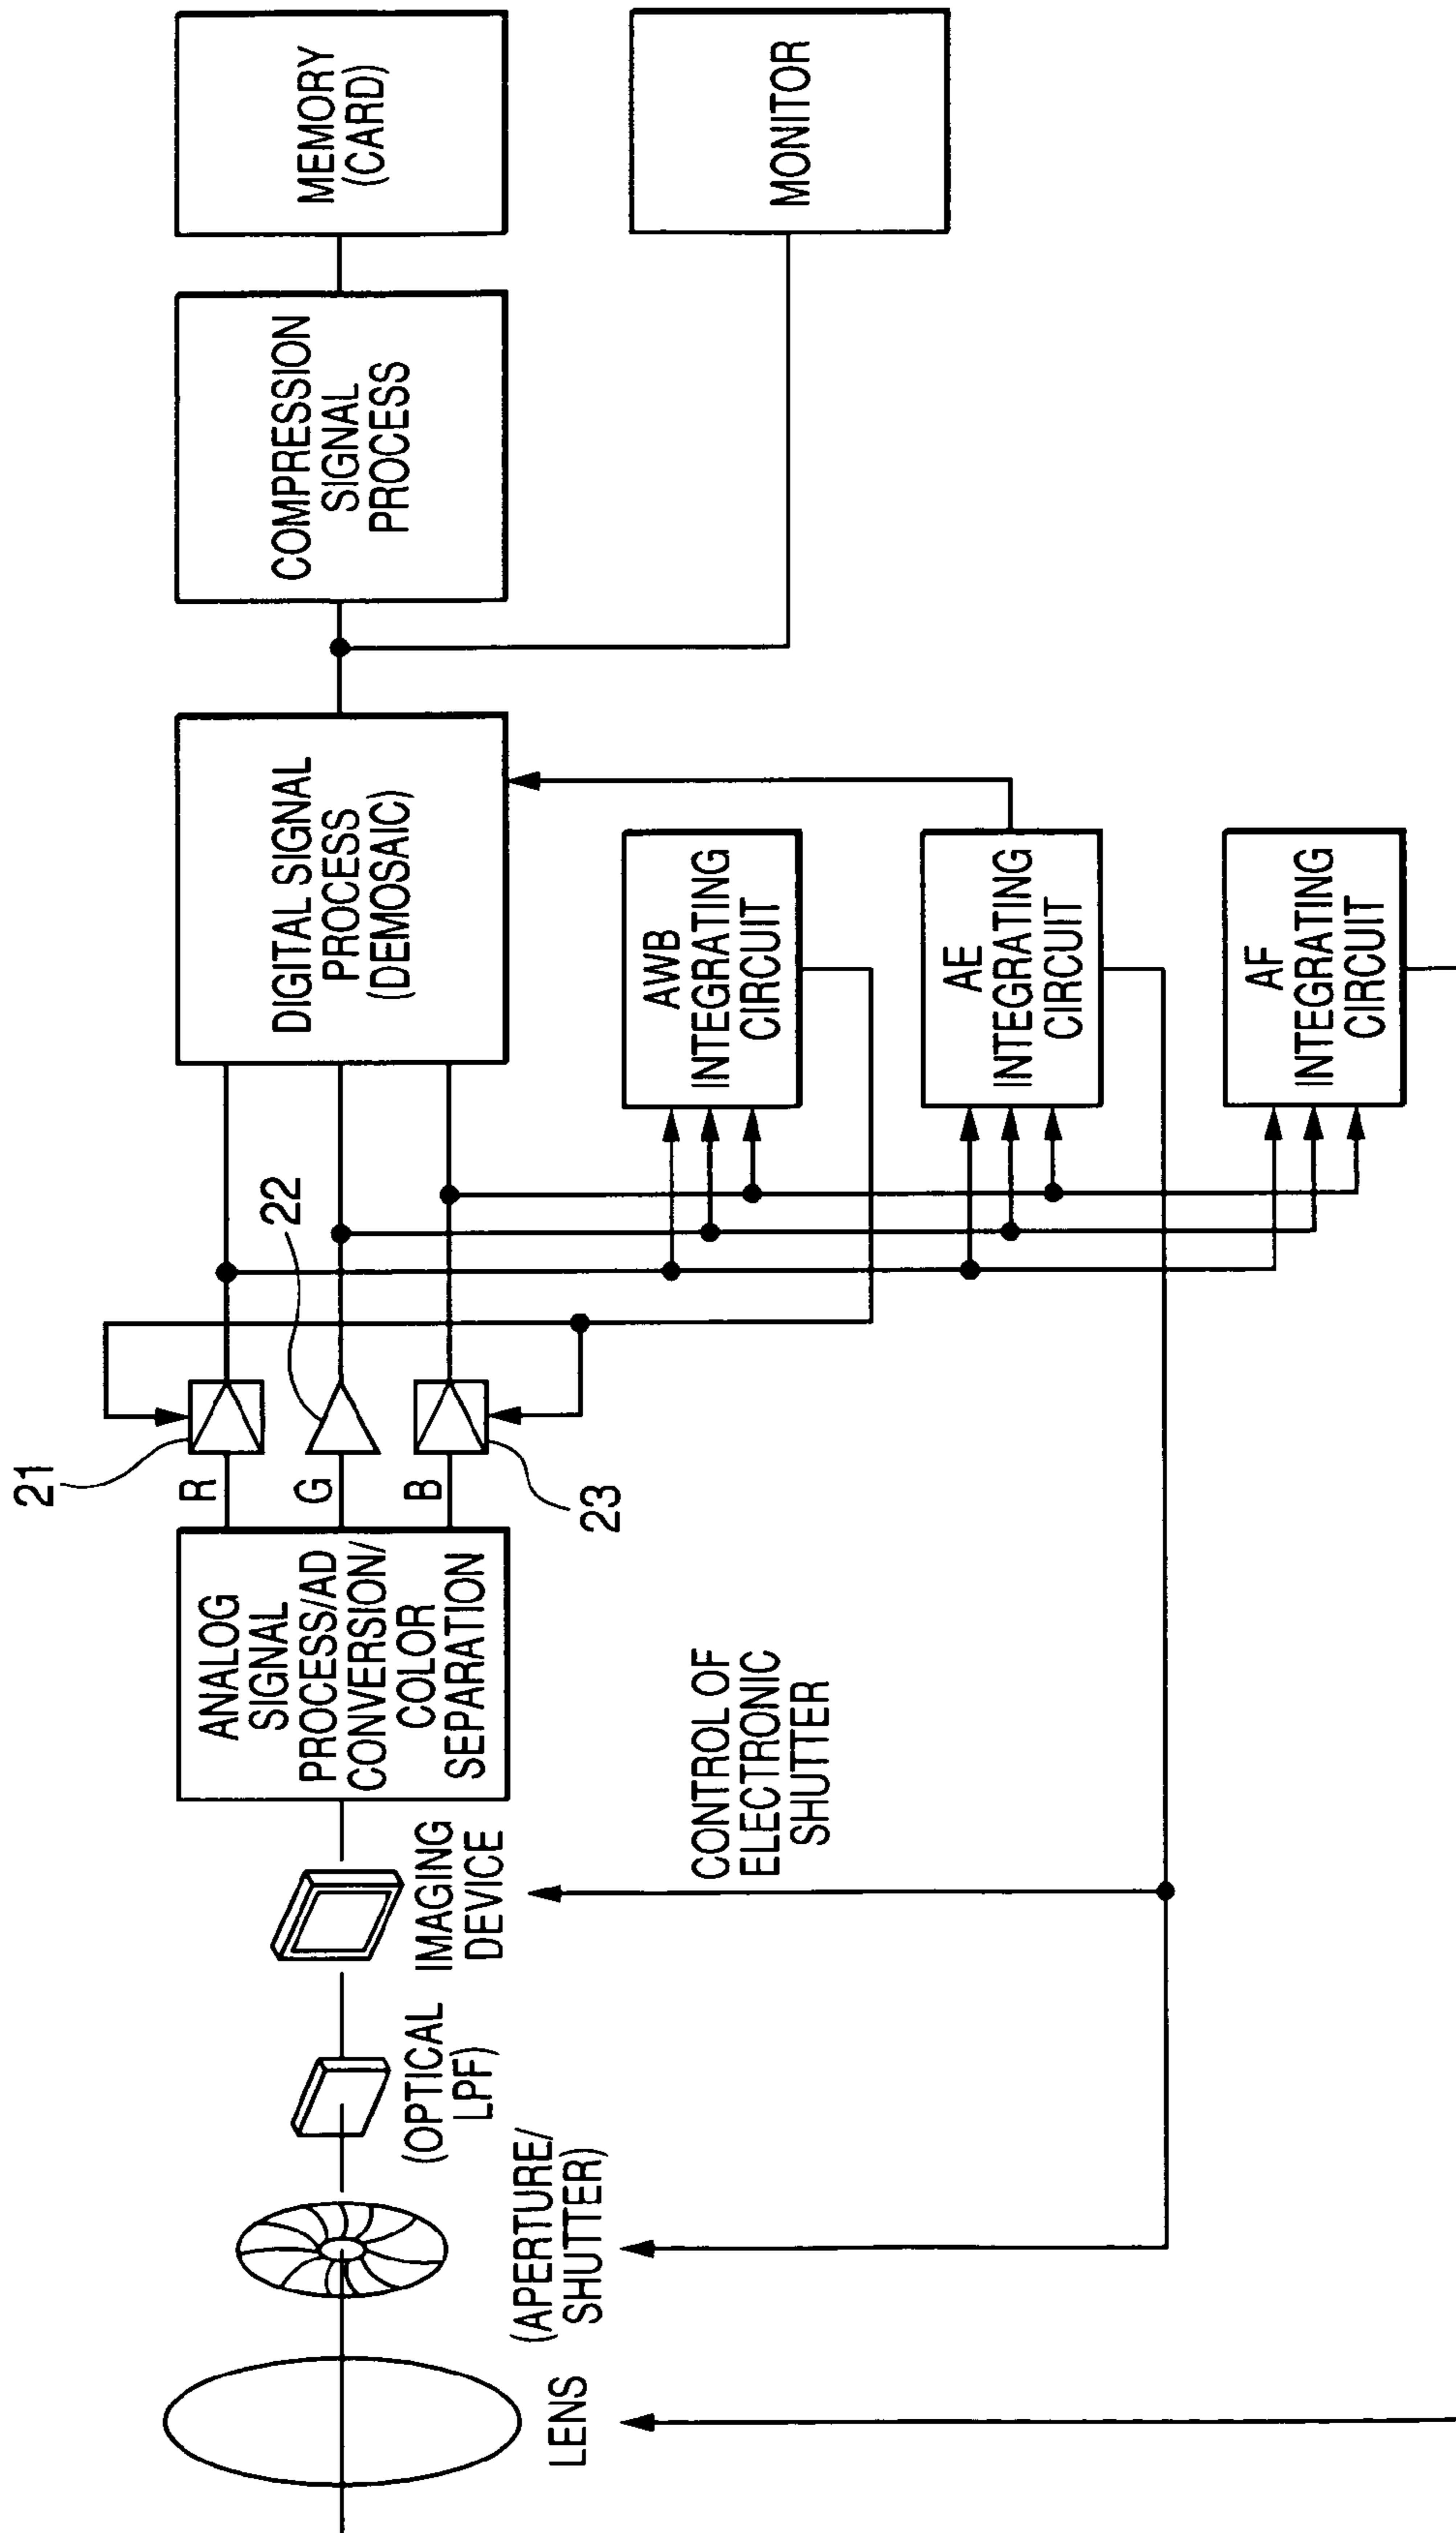 LENS
(APERTURE/
SHUTTER)
(OPTICAL
LPF)
IMAGING
DEVICE
ANALOG
SIGNAL
PROCESS/AD
CONVERSION/
COLOR
SEPARATION
R
G
B
21
22
23
DIGITAL SIGNAL
PROCESS
(DEMOSAIC)
COMPRESSION
SIGNAL
PROCESS
MEMORY
(CARD)
MONITOR
AWB
INTEGRATING
CIRCUIT
AE
INTEGRATING
CIRCUIT
AF
INTEGRATING
CIRCUIT
CONTROL OF
ELECTRONIC
SHUTTER